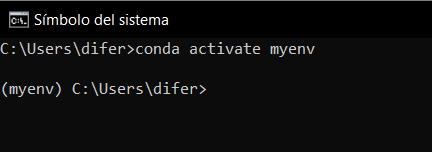 Símbolo del sistema
C:\Users\difer>conda activate myenv
(myenv) C:\Users\difer>